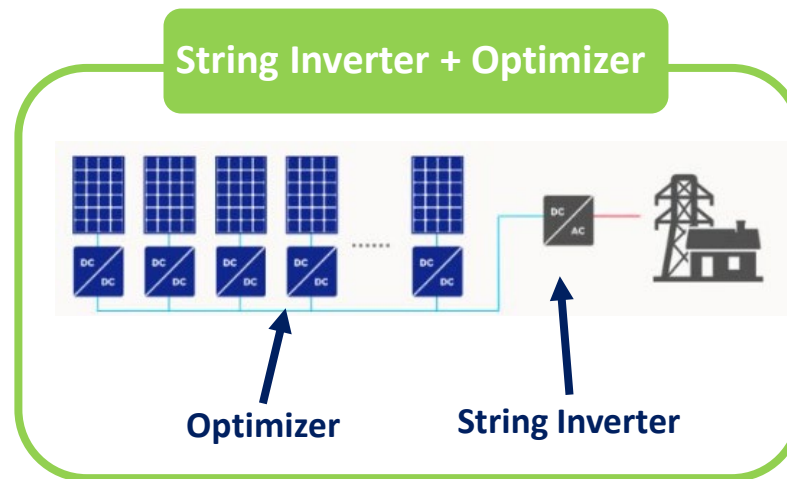 String Inverter + Optimizer
DC
DC
DC
DC
DC
DC
DC
DC
......
DC
DC
DC
AC
Optimizer
String Inverter